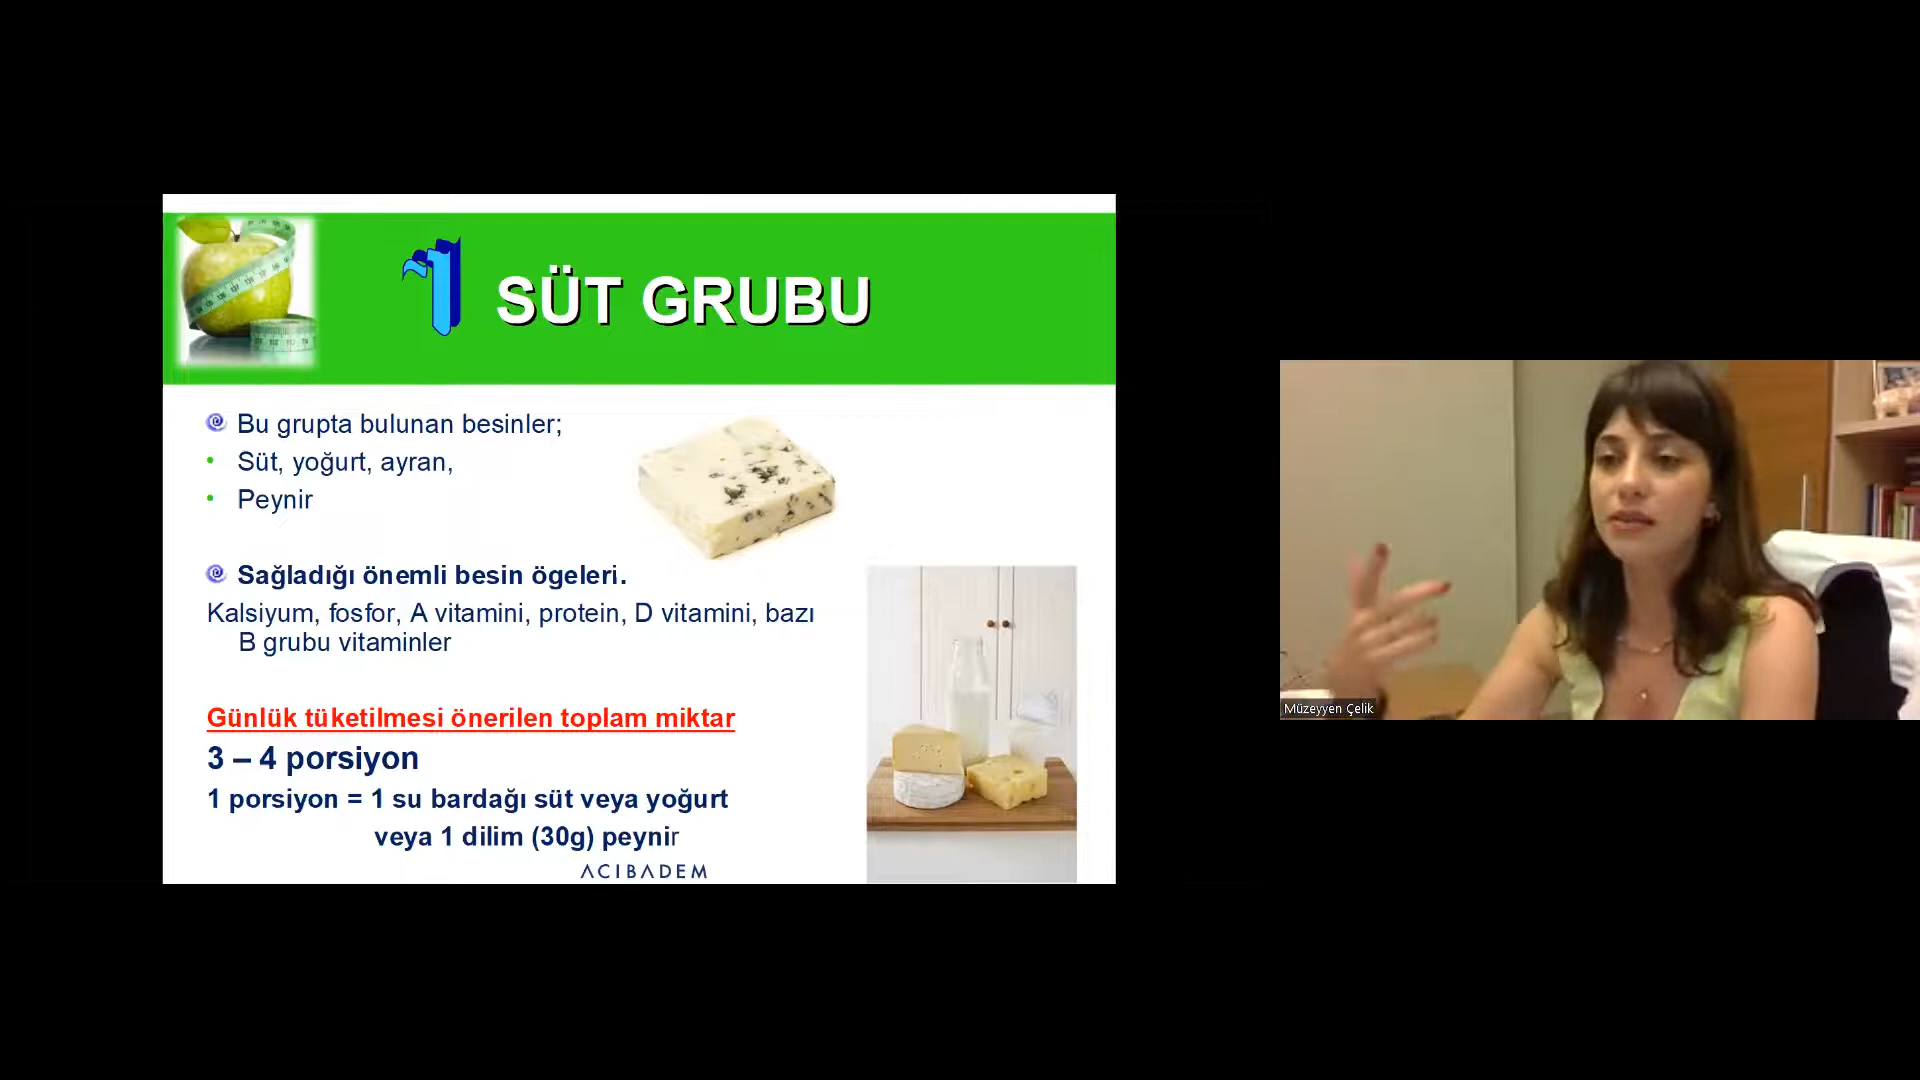 1 SÜT GRUBU
Bu grupta bulunan besinler;
Süt, yoğurt, ayran,
Peynir
Sağladığı önemli besin ögeleri.
Kalsiyum, fosfor, A vitamini, protein, D vitamini, bazı
B grubu vitaminler
Günlük tüketilmesi önerilen toplam miktar
3 – 4 porsiyon
1 porsiyon = 1 su bardağı süt veya yoğurt
veya 1 dilim (30g) peynir
ACIBADEM
Müzeyyen Çelik